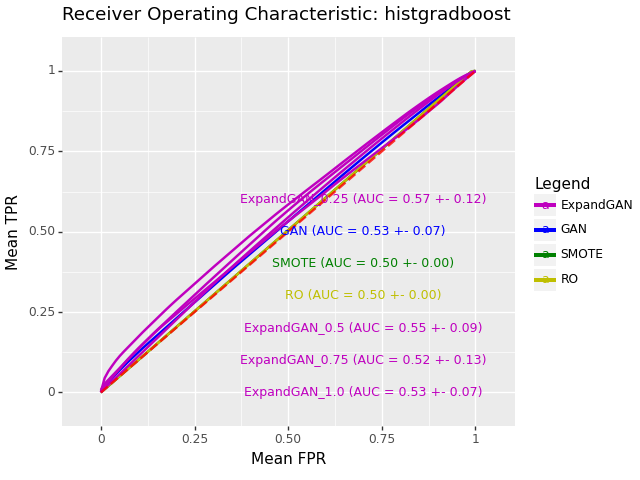 Receiver Operating Characteristic: histgradboost
1
0.75
0.50
0.25
0
Mean TPR
ExpandGAN_0.25 (AUC = 0.57 +- 0.12)
GAN (AUC = 0.53 +- 0.07)
SMOTE (AUC = 0.50 +- 0.00)
RO (AUC = 0.50 +- 0.00)
ExpandGAN_0.5 (AUC = 0.55 +- 0.09)
ExpandGAN_0.75 (AUC = 0.52 +- 0.13)
ExpandGAN_1.0 (AUC = 0.53 +- 0.07)
0
0.25
0.50
0.75
1
Mean FPR
Legend
a ExpandGAN
a GAN
a SMOTE
a RO